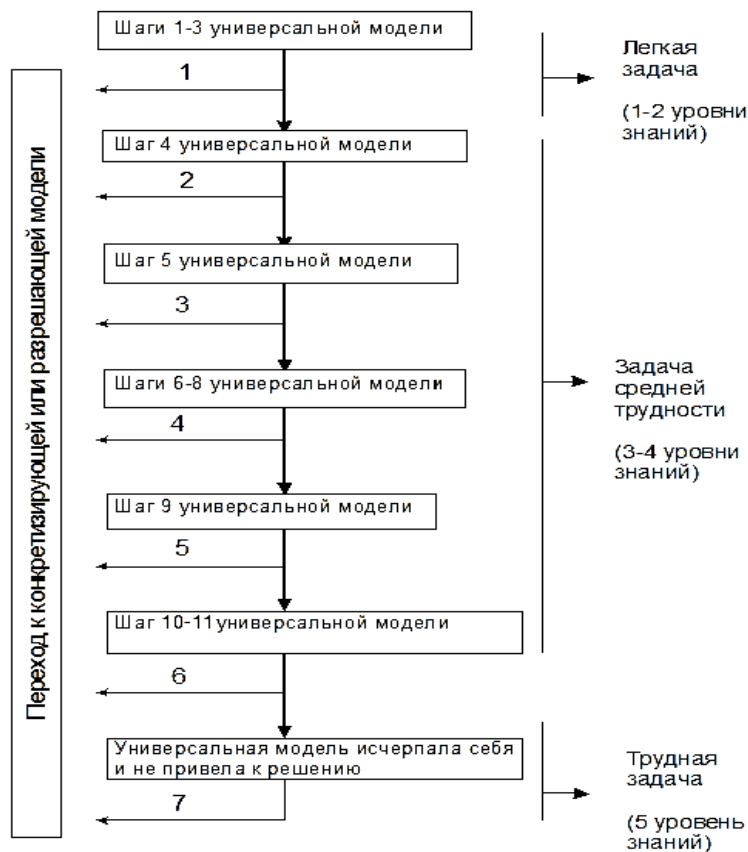 Шаги 1-3 универсальной модели
Легкая
задача
(1-2 уровни
знаний)
1
Шаг 4 универсальной модели
2
Шаг 5 универсальной модели
3
Шаги 6-8 универсальной модели
Задача
средней
трудности
(3-4 уровни
знаний)
4
Шаг 9 универсальной модели
5
Шаг 10-11универсальной модели
6
Универсальная модель исчерпала себя
и не привела к решению
Трудная
задача
(5 уровень
знаний)
7
Переход к конкретизирующей или разрешающей модели